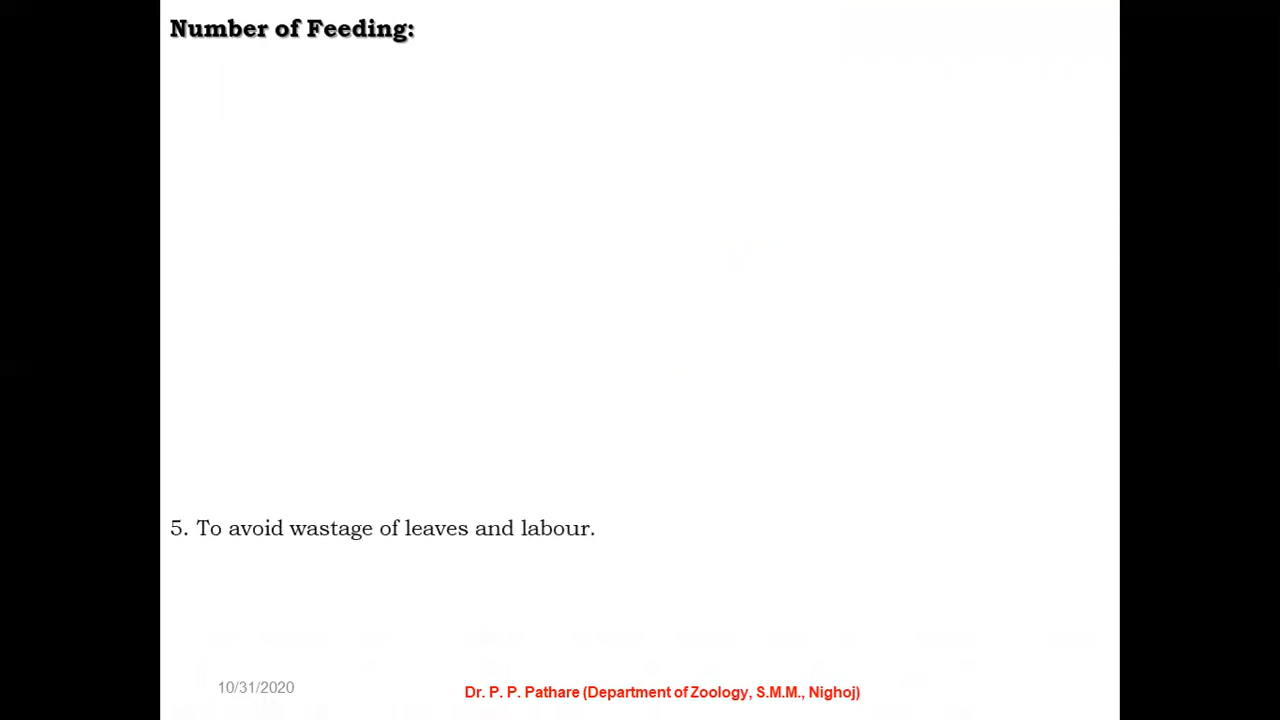 Number of Feeding:
5. To avoid wastage of leaves and labour.
10/31/2020
Dr. P. P. Pathare (Department of Zoology, S.M.M., Nighoj)